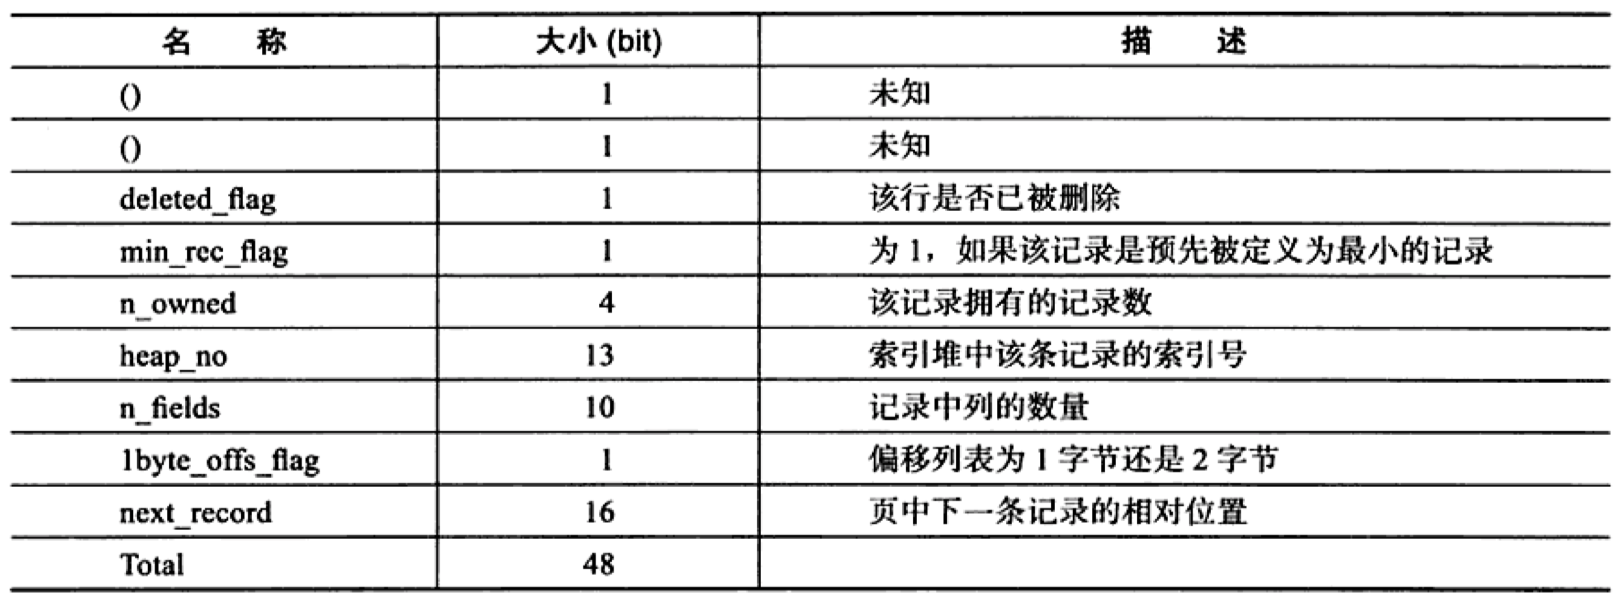 名 称 大小 (bit) 描 述
() 1 未知
() 1 未知
deleted_flag 1 该行是否已被删除
min_rec_flag 1 为 1，如果该记录是预先被定义为最小的记录
n_owned 4 该记录拥有的记录数
heap_no 13 索引堆中该条记录的索引号
n_fields 10 记录中列的数量
1byte_offs_flag 1 偏移列表为 1 字节还是 2 字节
next_record 16 页中下一条记录的相对位置
Total 48